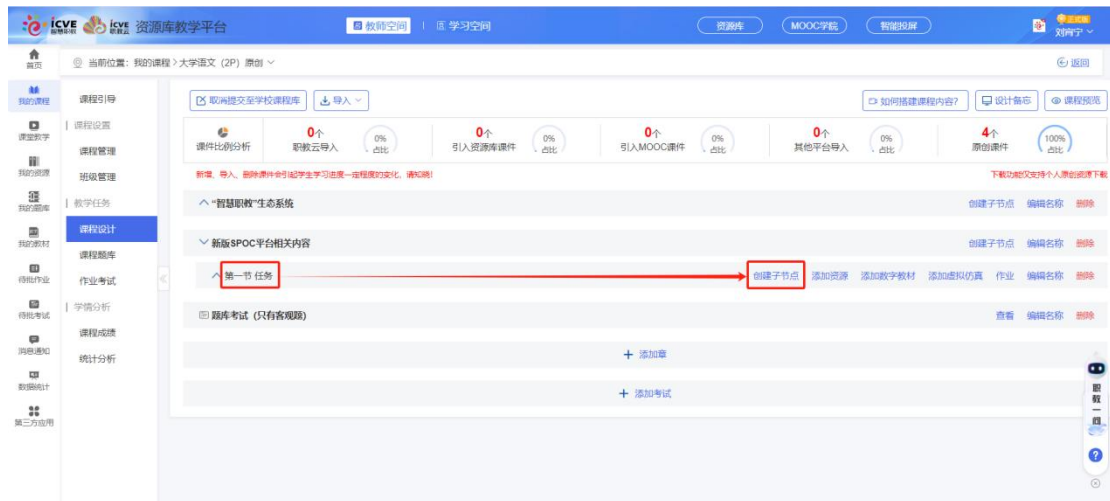 icve 智慧职教 icve 职教云 资源库教学平台 教师空间 学习空间 资源库 MOOC学院 智能投屏 正式版 刘宵宁
首页 当前位置：我的课程 > 大学语文（2P）原创 返回
我的课程
课堂教学
我的资源
我的题库
我的教材
待批作业
待批考试
消息通知
数据统计
第三方应用
课程引导
课程设置
课程管理
班级管理
教学任务
课程设计
课程题库
作业考试
学情分析
课程成绩
统计分析
取消提交至学校课程库 导入 如何搭建课程内容? 设计备忘 课程预览
课件比例分析
0个 职教云导入 0% 占比
0个 引入资源库课件 0% 占比
0个 引入MOOC课件 0% 占比
0个 其他平台导入 0% 占比
4个 原创课件 100% 占比
新增、导入、删除课件会引起学生学习进度一定程度的变化，请知晓! 下载功能仅支持个人原创资源下载
“智慧职教”生态系统 创建子节点 编辑名称 删除
新版SPOC平台相关内容 创建子节点 编辑名称 删除
第一节 任务 创建子节点 添加资源 添加数字教材 添加虚拟仿真 作业 编辑名称 删除
题库考试（只有客观题） 查看 编辑名称 删除
+ 添加章
+ 添加考试
职教一
?